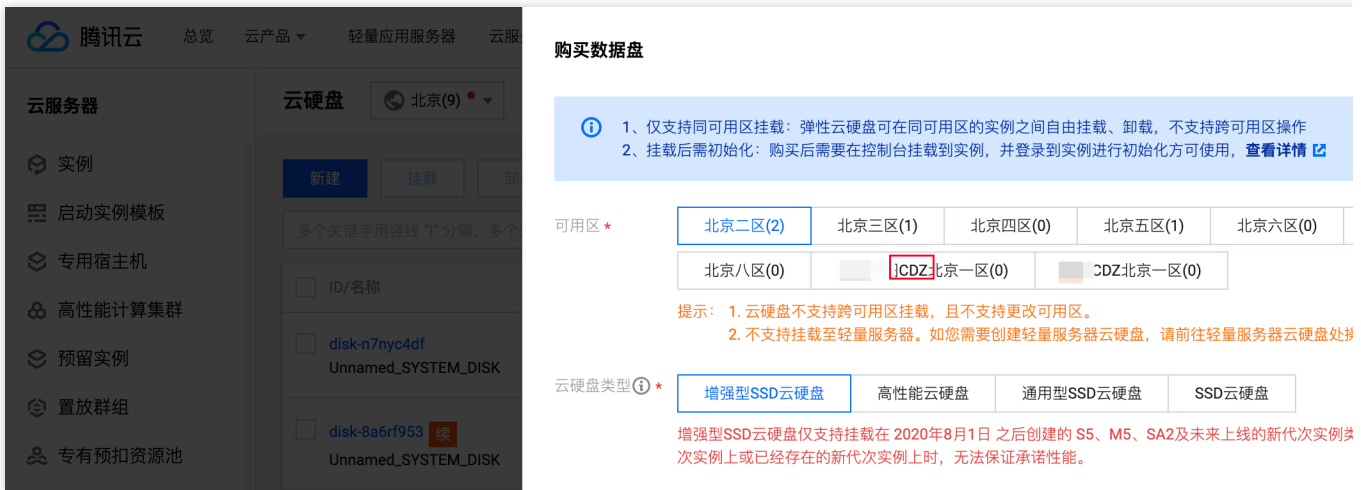 腾讯云 总览 云产品 轻量应用服务器 云服
购买数据盘
云服务器
云硬盘 北京(9)
1、仅支持同可用区挂载：弹性云硬盘可在同可用区的实例之间自由挂载、卸载，不支持跨可用区操作
2、挂载后需初始化：购买后需要在控制台挂载到实例，并登录到实例进行初始化方可使用，查看详情
实例
新建 挂载 卸
启动实例模板
多个关键字用竖线 "|" 分隔，多个
可用区 * 北京二区(2) 北京三区(1) 北京四区(0) 北京五区(1) 北京六区(0)
专用宿主机
北京八区(0) CDZ北京一区(0) CDZ北京一区(0)
ID/名称
高性能计算集群
提示： 1. 云硬盘不支持跨可用区挂载，且不支持更改可用区。
2. 不支持挂载至轻量服务器。如您需要创建轻量服务器云硬盘，请前往轻量服务器云硬盘处
disk-n7nyc4df
预留实例
Unnamed_SYSTEM_DISK
云硬盘类型 * 增强型SSD云硬盘 高性能云硬盘 通用型SSD云硬盘 SSD云硬盘
置放群组
disk-8a6rf953 续
增强型SSD云硬盘仅支持挂载在 2020年8月1日 之后创建的 S5、M5、SA2及未来上线的新代次实例
专有预扣资源池
Unnamed_SYSTEM_DISK
次实例上或已经存在的新代次实例上时，无法保证承诺性能。